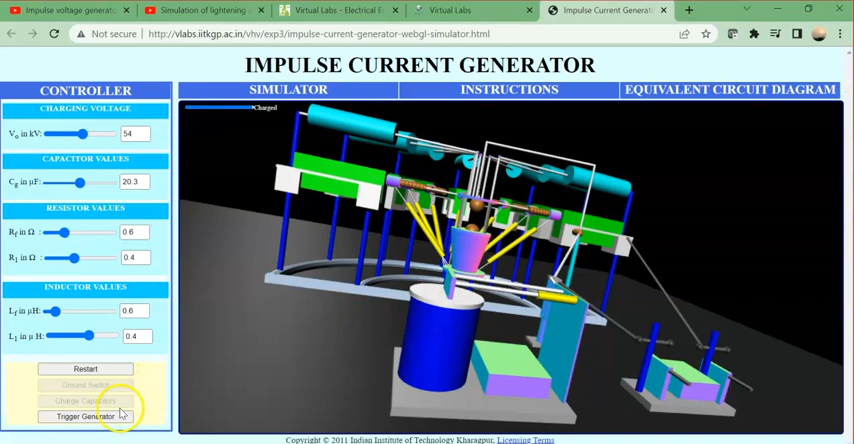 Impulse voltage generator
Simulation of lightening
Virtual Labs - Electrical E
Virtual Labs
Impulse Current Generat
Not secure | http://vlabs.iitkgp.ac.in/vhv/exp3/impulse-current-generator-webgl-simulator.html
IMPULSE CURRENT GENERATOR
CONTROLLER
SIMULATOR
INSTRUCTIONS
EQUIVALENT CIRCUIT DIAGRAM
CHARGING VOLTAGE
Charged
Vo in kV: 54
CAPACITOR VALUES
Cg in µF: 20.3
RESISTOR VALUES
Rf in Ω : 0.6
R1 in Ω : 0.4
INDUCTOR VALUES
Lf in µH: 0.6
L1 in µ H: 0.4
Restart
Ground Switch
Charge Capacitors
Trigger Generator
Copyright © 2011 Indian Institute of Technology Kharagpur, Licensing Terms